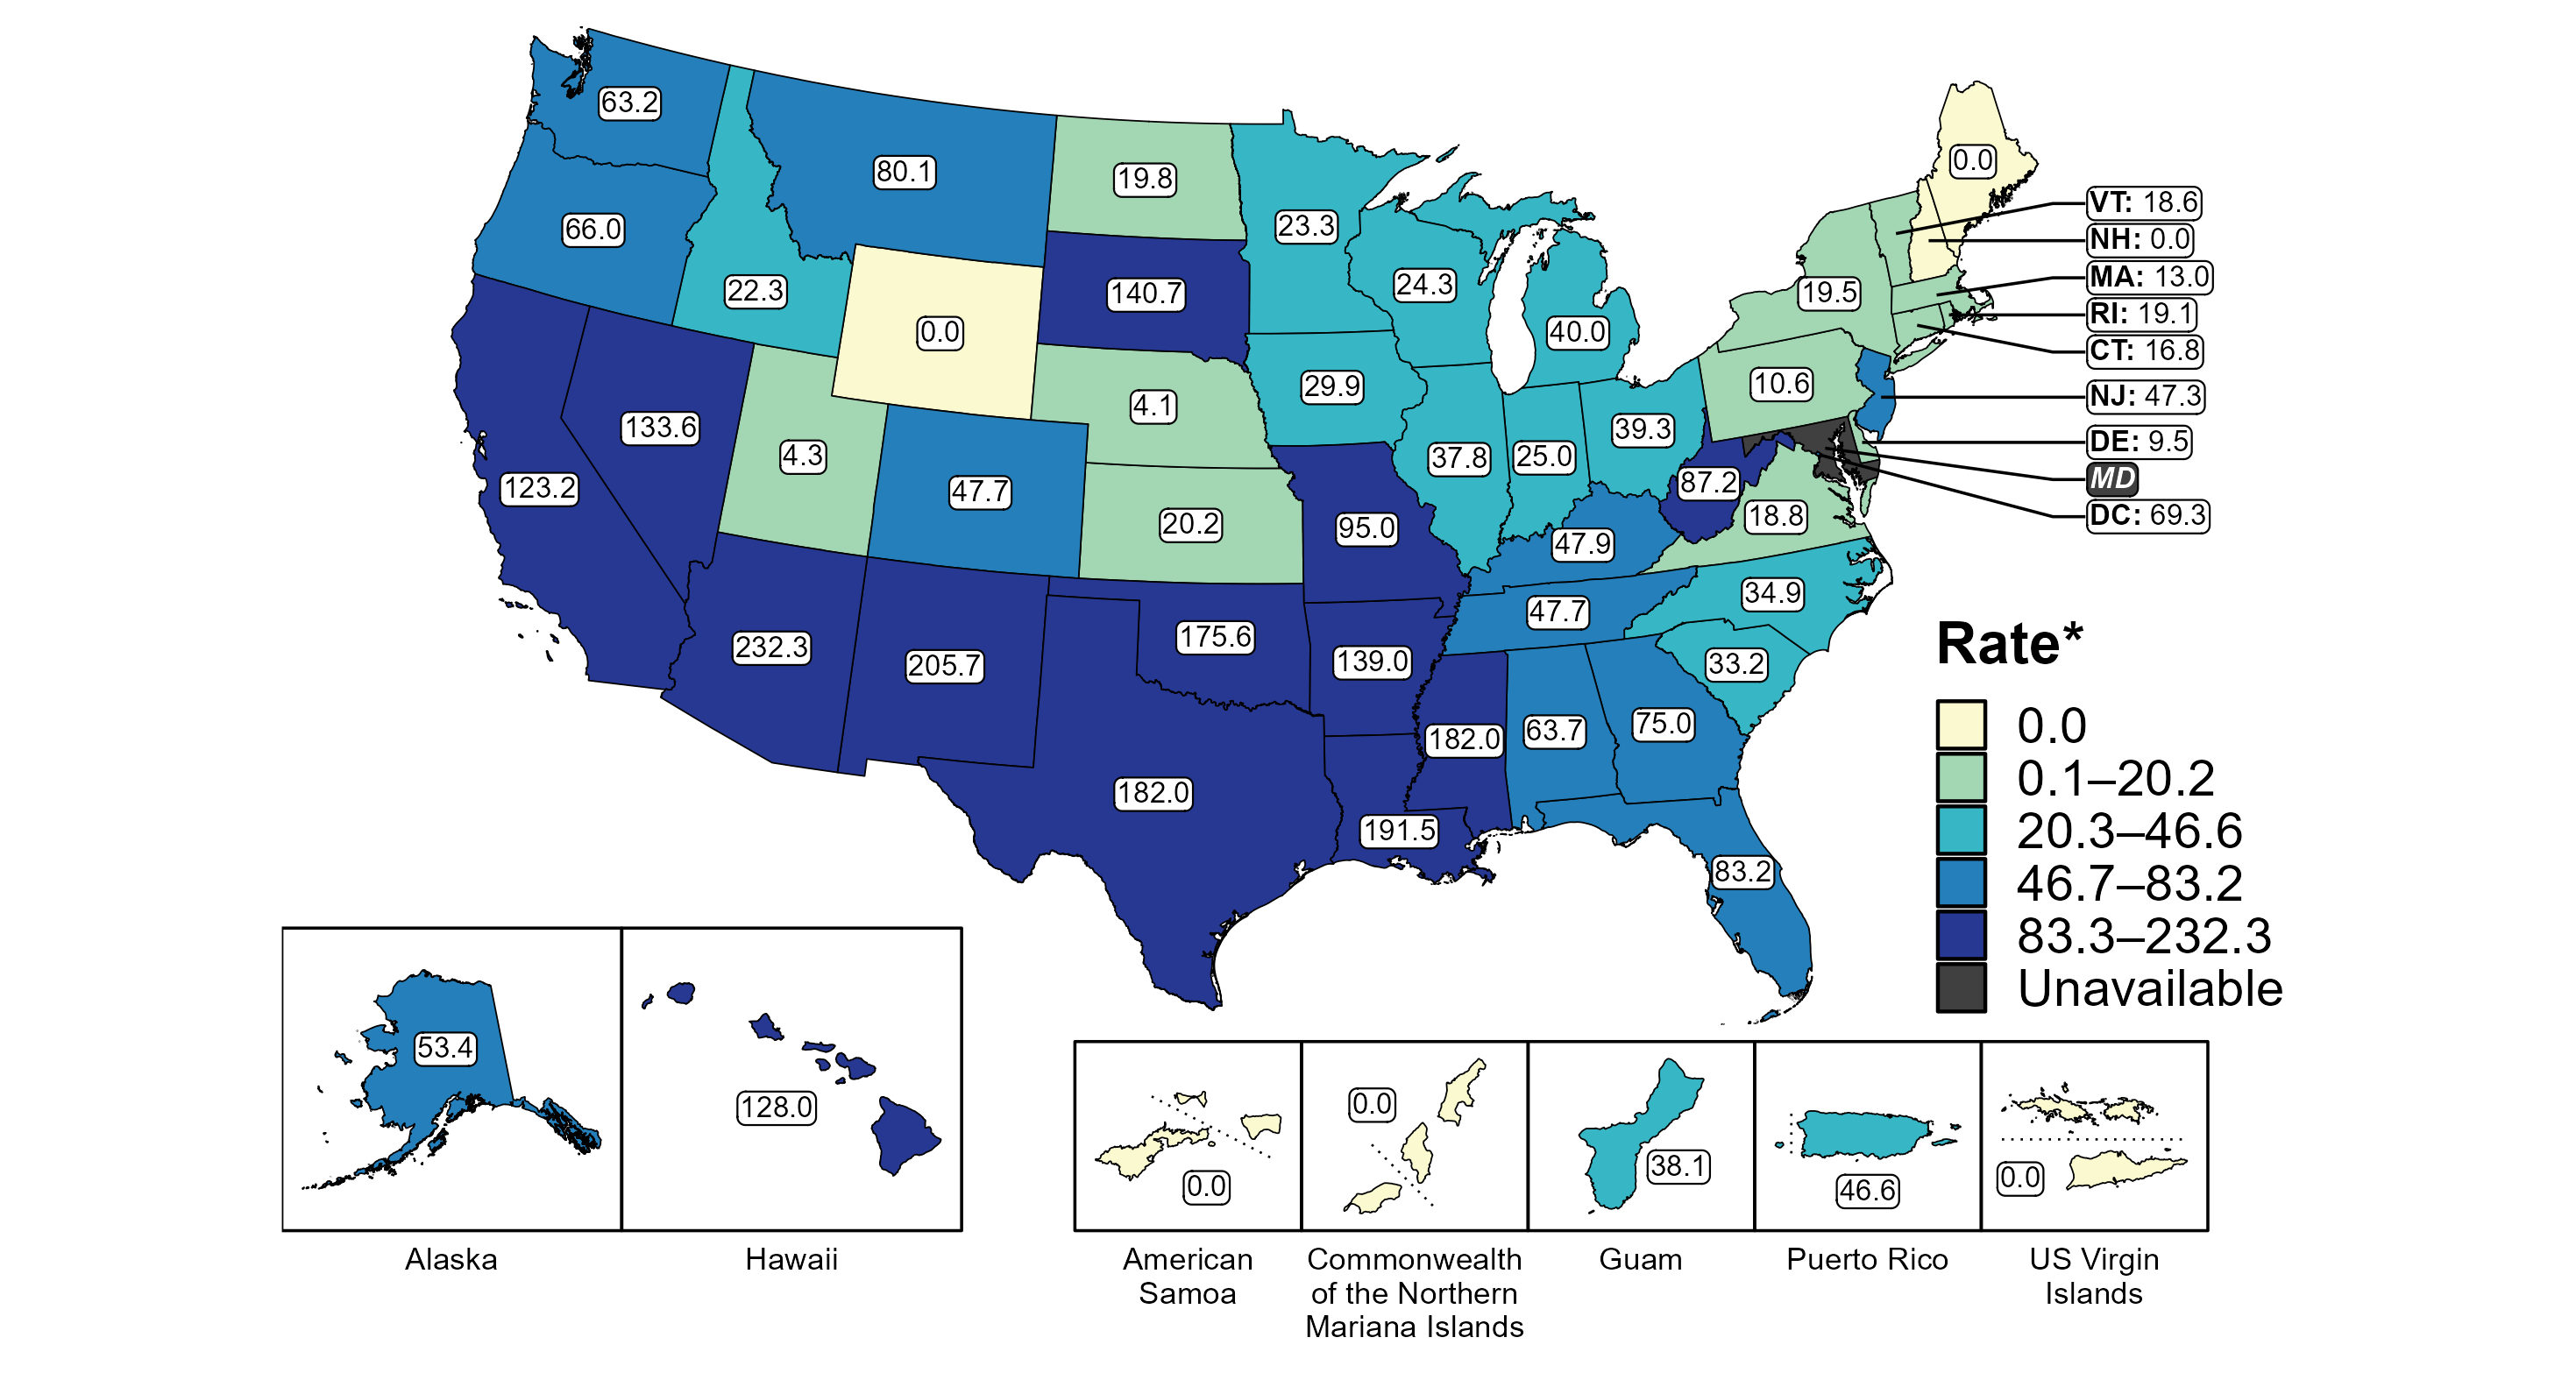 63.2
80.1
19.8
0.0
66.0
22.3
0.0
140.7
23.3
24.3
40.0
19.5
VT: 18.6
NH: 0.0
MA: 13.0
RI: 19.1
CT: 16.8
NJ: 47.3
DE: 9.5
MD
DC: 69.3
123.2
133.6
4.3
47.7
4.1
20.2
29.9
37.8
25.0
39.3
10.6
87.2
18.8
95.0
47.9
47.7
34.9
33.2
232.3
205.7
175.6
139.0
182.0
191.5
182.0
63.7
75.0
83.2
Rate*
0.0
0.1–20.2
20.3–46.6
46.7–83.2
83.3–232.3
Unavailable
53.4
128.0
0.0
0.0
38.1
46.6
0.0
Alaska
Hawaii
American
Samoa
Commonwealth
of the Northern
Mariana Islands
Guam
Puerto Rico
US Virgin
Islands